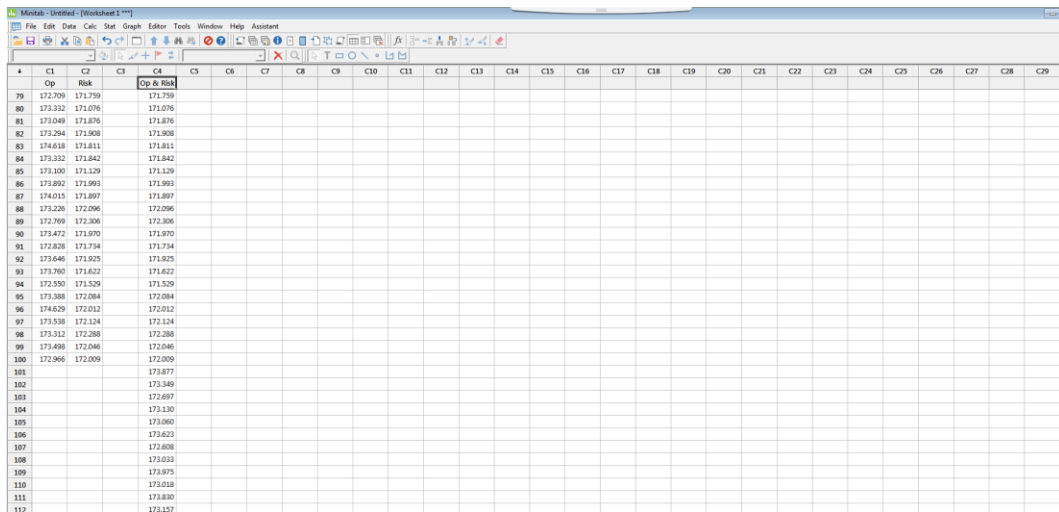 Minitab - Untitled - [Worksheet 1 ***]
File Edit Data Calc Stat Graph Editor Tools Window Help Assistant
C1 C2 C3 C4 C5 C6 C7 C8 C9 C10 C11 C12 C13 C14 C15 C16 C17 C18 C19 C20 C21 C22 C23 C24 C25 C26 C27 C28 C29
Op Risk Op & Risk
79 172.709 171.759 171.759
80 173.332 171.076 171.076
81 173.049 171.876 171.876
82 173.294 171.908 171.908
83 174.618 171.811 171.811
84 173.332 171.842 171.842
85 173.100 171.129 171.129
86 173.892 171.993 171.993
87 174.015 171.897 171.897
88 173.226 172.096 172.096
89 172.769 172.306 172.306
90 173.472 171.970 171.970
91 172.828 171.734 171.734
92 173.646 171.925 171.925
93 173.760 171.622 171.622
94 172.550 171.529 171.529
95 173.388 172.084 172.084
96 174.629 172.012 172.012
97 173.538 172.124 172.124
98 173.312 172.288 172.288
99 173.498 172.046 172.046
100 172.966 172.009 172.009
101 173.877
102 173.349
103 172.697
104 173.130
105 173.060
106 173.623
107 172.608
108 173.033
109 173.975
110 173.018
111 173.830
112 173.157